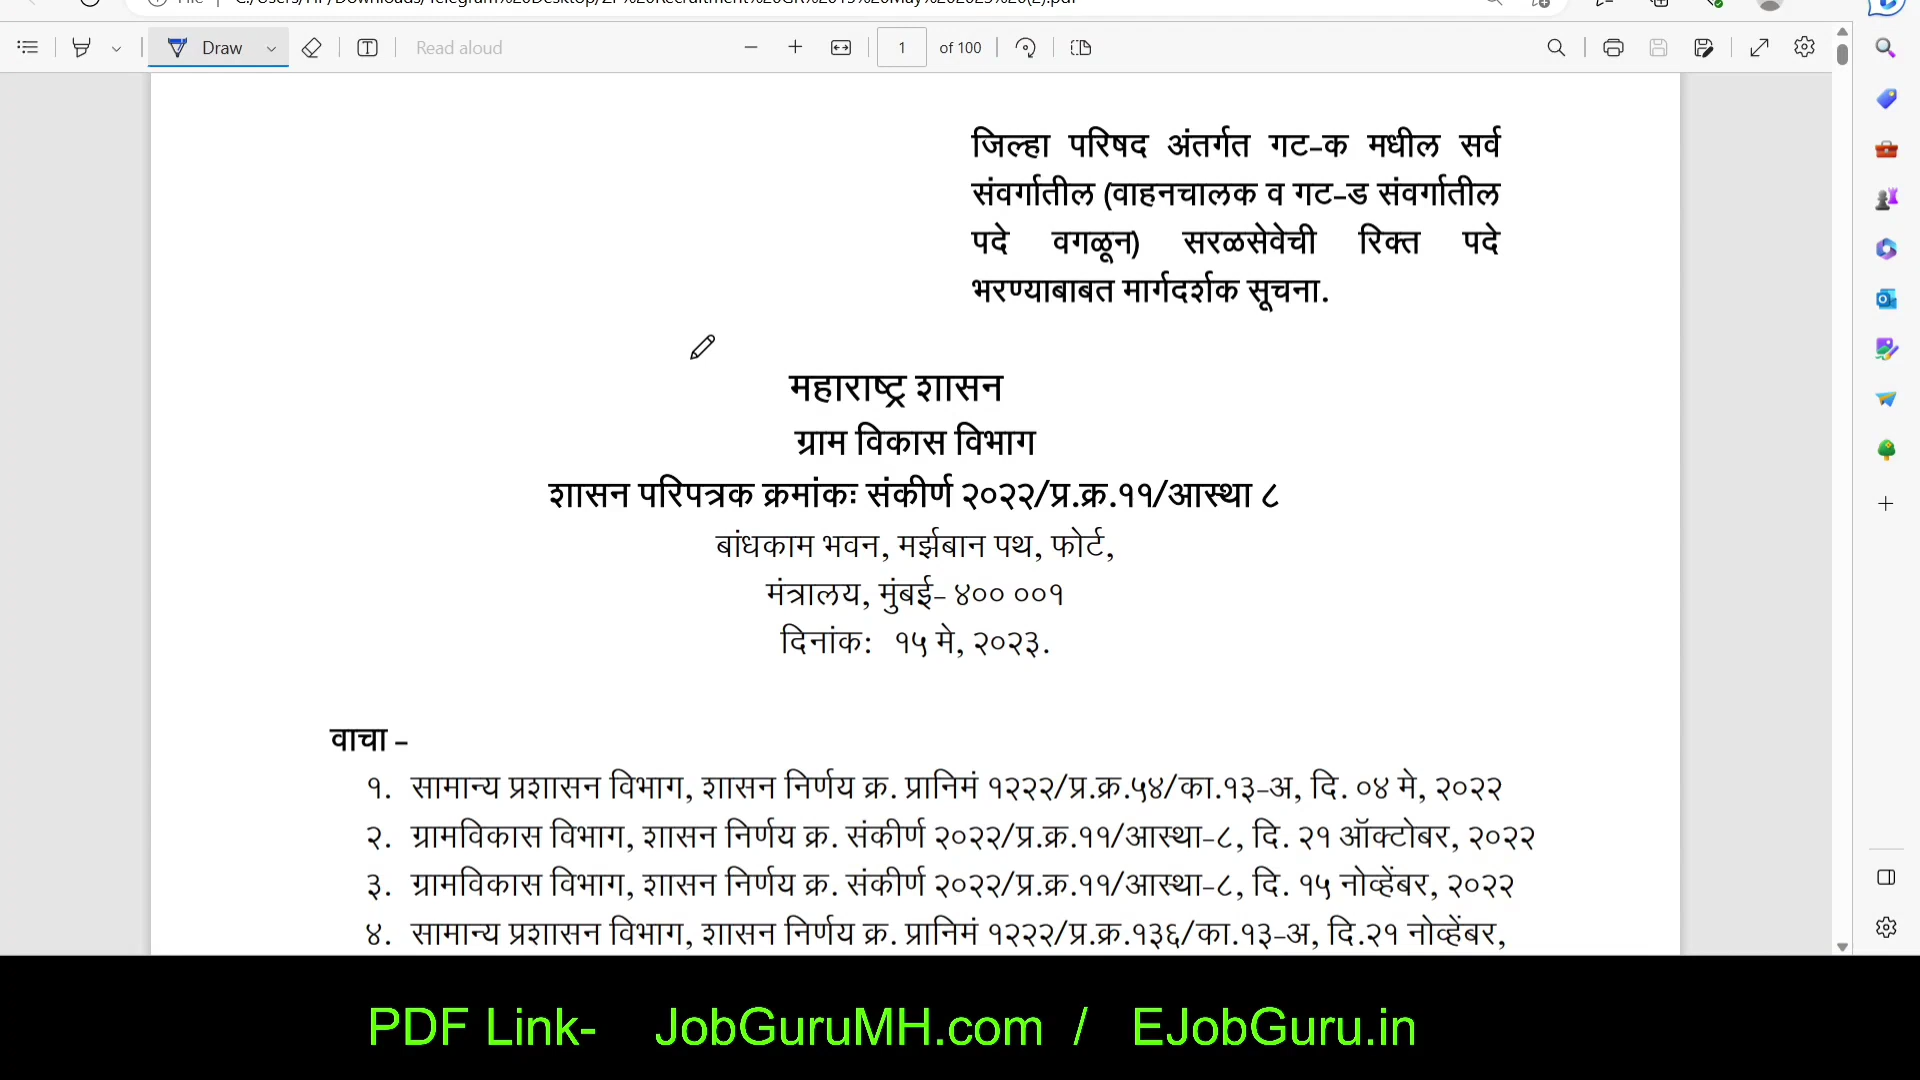 Draw
Read aloud
1 of 100
जिल्हा परिषद अंतर्गत गट-क मधील सर्व
संवर्गातील (वाहनचालक व गट-ड संवर्गातील
पदे वगळून) सरळसेवेची रिक्त पदे
भरण्याबाबत मार्गदर्शक सूचना.
महाराष्ट्र शासन
ग्राम विकास विभाग
शासन परिपत्रक क्रमांकः संकीर्ण २०२२/प्र.क्र.११/आस्था ८
बांधकाम भवन, मर्झबान पथ, फोर्ट,
मंत्रालय, मुंबई- ४०० ००१
दिनांक: १५ मे, २०२३.
वाचा -
१. सामान्य प्रशासन विभाग, शासन निर्णय क्र. प्रानिमं १२२२/प्र.क्र.५४/का.१३-अ, दि. ०४ मे, २०२२
२. ग्रामविकास विभाग, शासन निर्णय क्र. संकीर्ण २०२२/प्र.क्र.११/आस्था-८, दि. २१ ऑक्टोबर, २०२२
३. ग्रामविकास विभाग, शासन निर्णय क्र. संकीर्ण २०२२/प्र.क्र.११/आस्था-८, दि. १५ नोव्हेंबर, २०२२
४. सामान्य प्रशासन विभाग, शासन निर्णय क्र. प्रानिमं १२२२/प्र.क्र.१३६/का.१३-अ, दि.२१ नोव्हेंबर,
PDF Link- JobGuruMH.com / EJobGuru.in